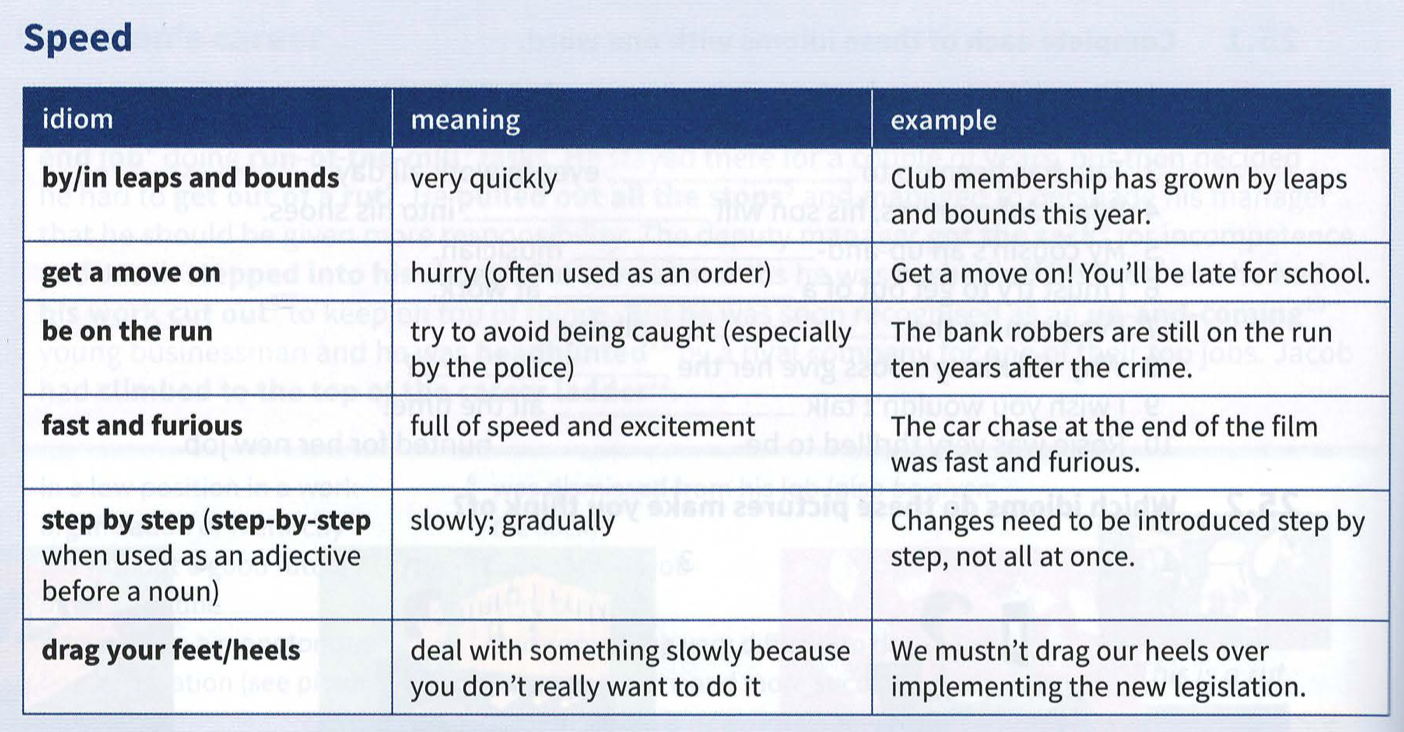 Speed
idiom meaning example
by/in leaps and bounds very quickly Club membership has grown by leaps
and bounds this year.
get a move on hurry (often used as an order) Get a move on! You'll be late for school.
be on the run try to avoid being caught (especially The bank robbers are still on the run
by the police) ten years after the crime.
fast and furious full of speed and excitement The car chase at the end of the film
was fast and furious.
step by step (step-by-step slowly; gradually Changes need to be introduced step by
when used as an adjective step, not all at once.
before a noun)
drag your feet/heels deal with something slowly because We mustn't drag our heels over
you don't really want to do it implementing the new legislation.